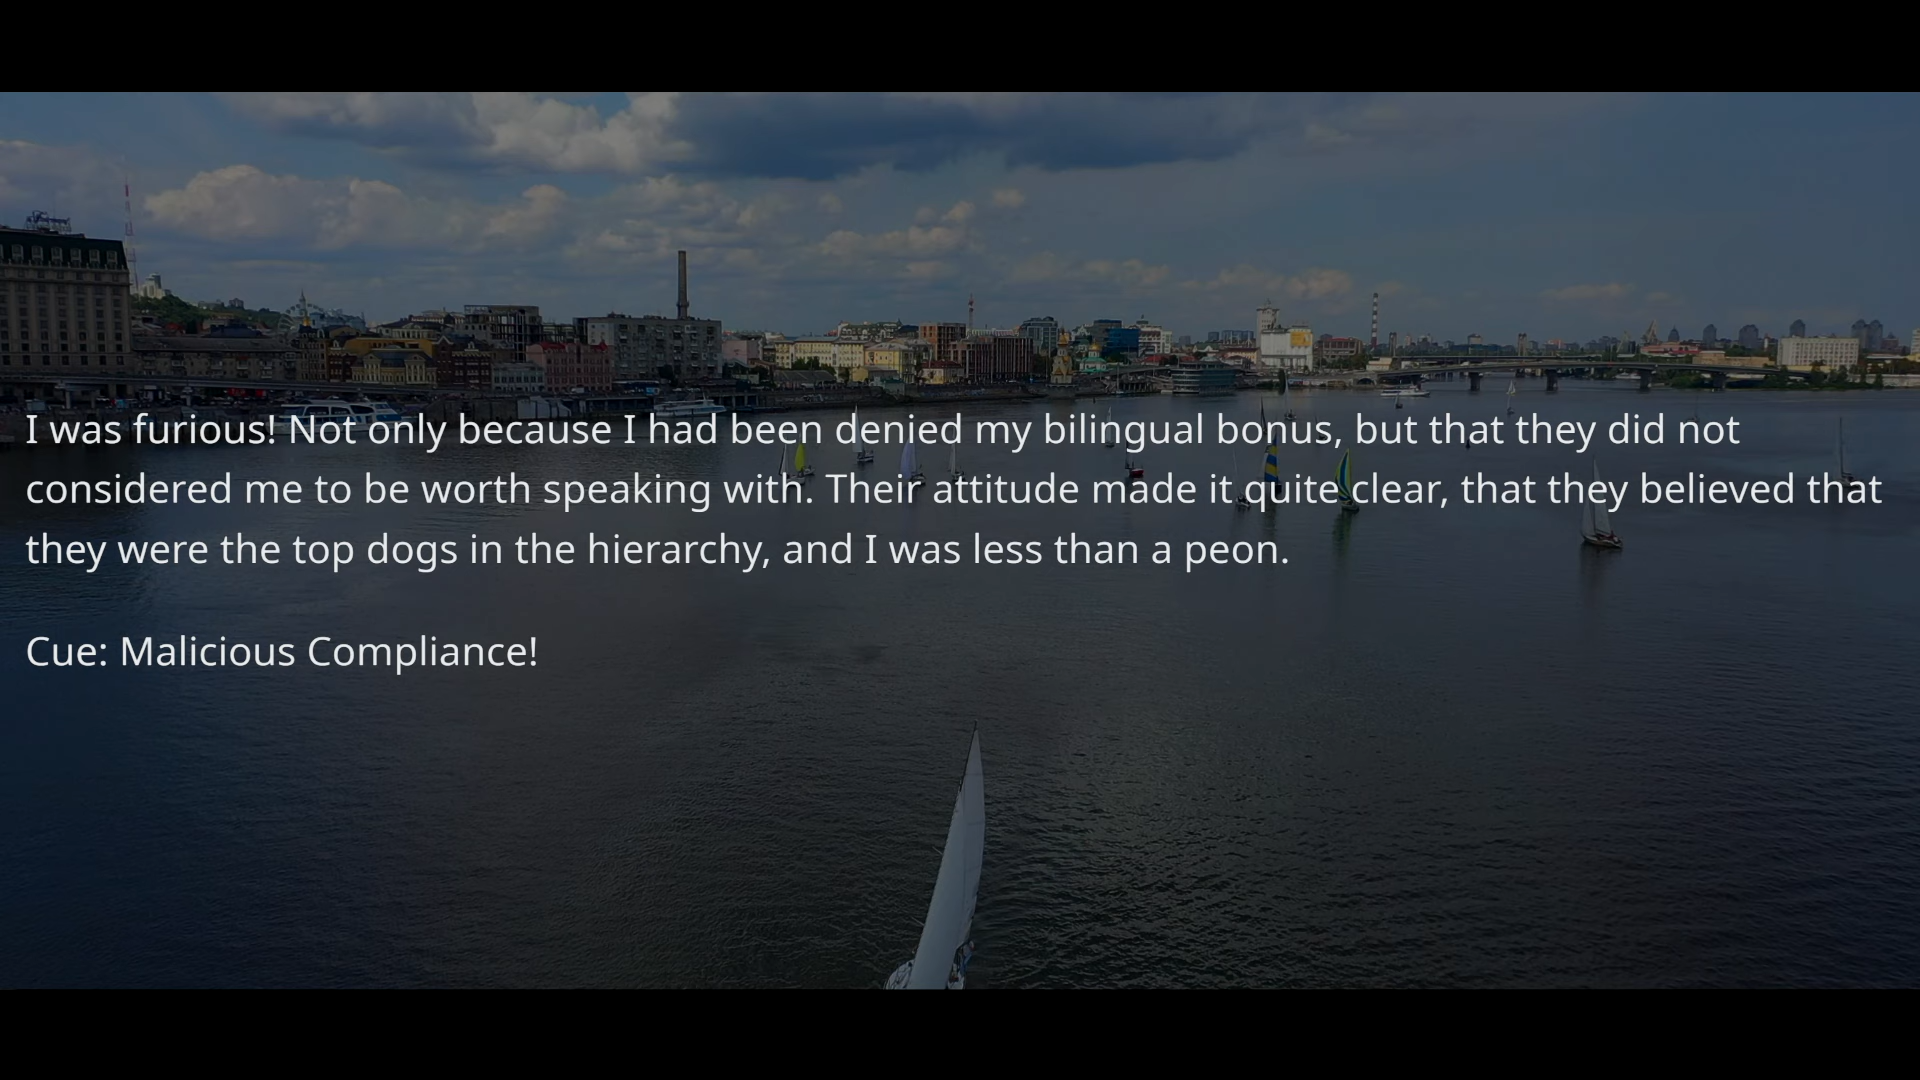 I was furious! Not only because I had been denied my bilingual bonus, but that they did not
considered me to be worth speaking with. Their attitude made it quite clear, that they believed that
they were the top dogs in the hierarchy, and I was less than a peon.
Cue: Malicious Compliance!